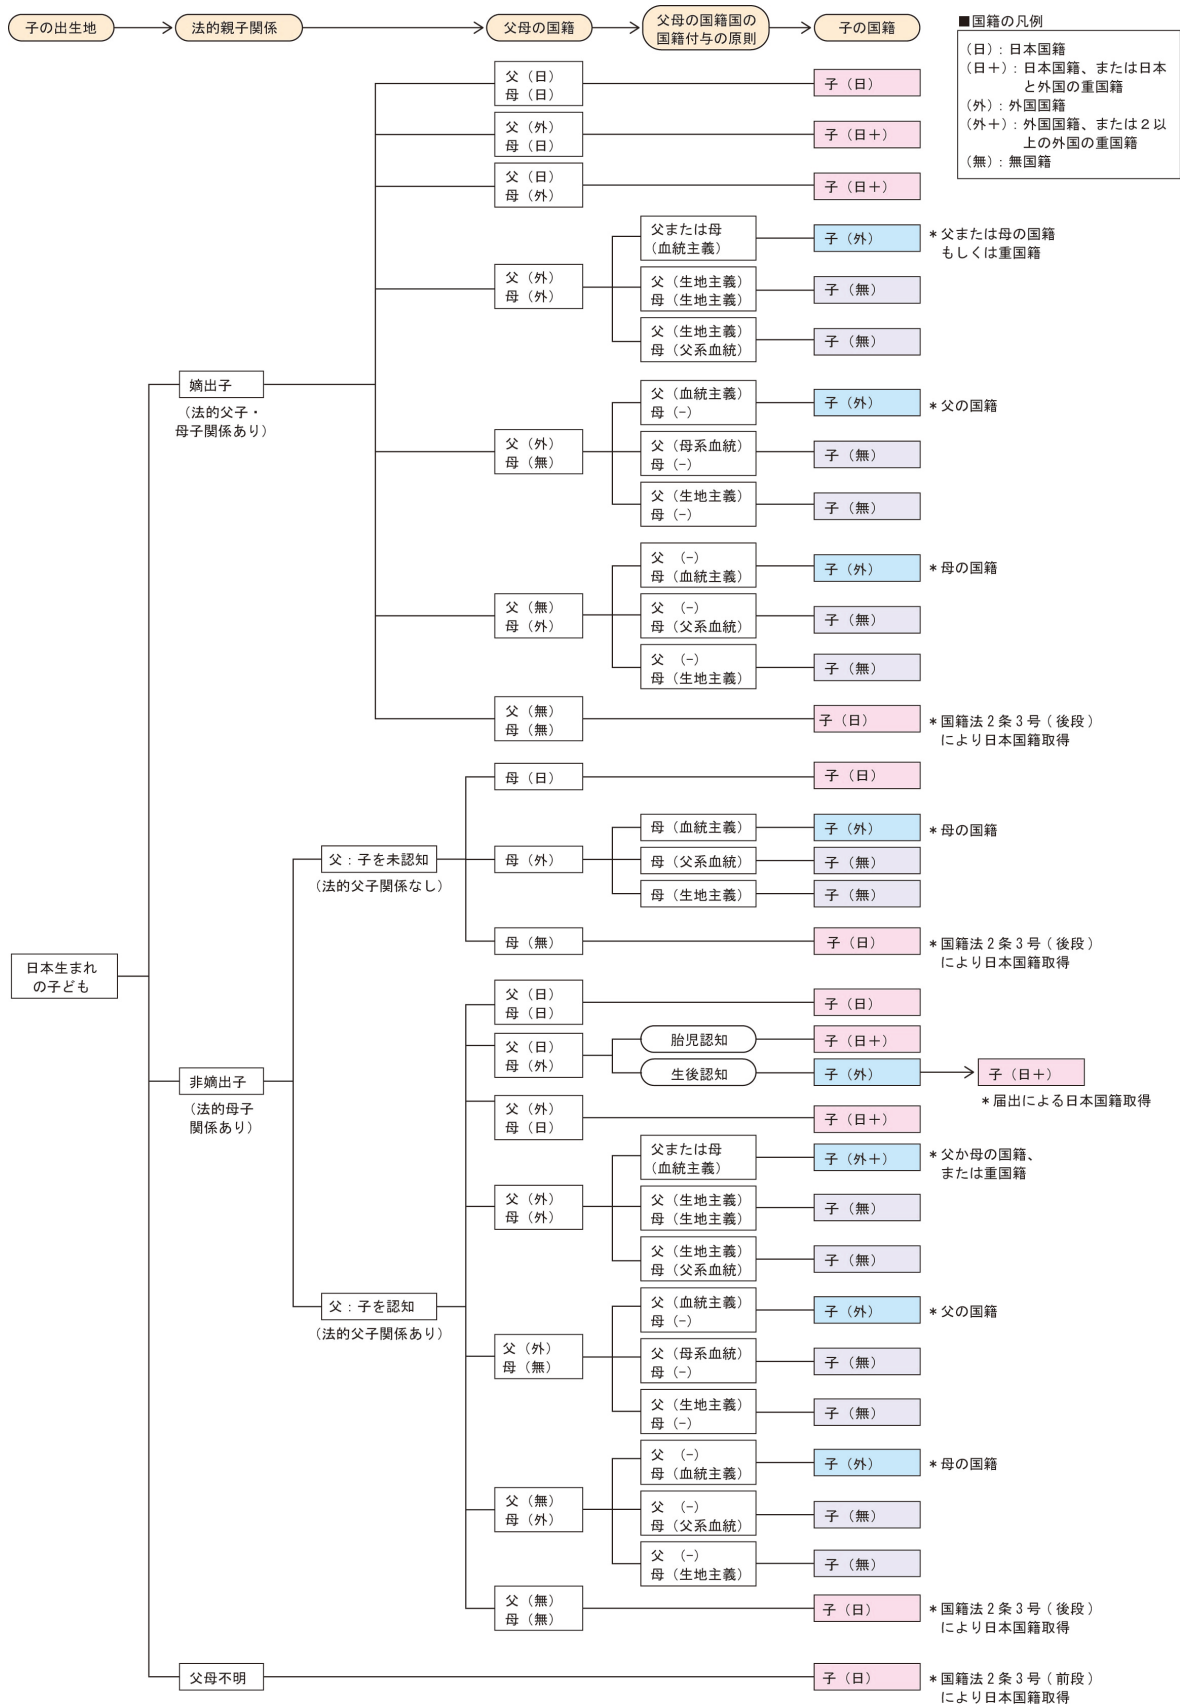 子の出生地
法的親子関係
父母の国籍
父母の国籍国の
国籍付与の原則
子の国籍
■国籍の凡例
（日）：日本国籍
（日＋）：日本国籍、または日本
と外国の重国籍
（外）：外国国籍
（外＋）：外国国籍、または２以
上の外国の重国籍
（無）：無国籍
父（日）
母（日）
子（日）
父（外）
母（日）
子（日＋）
父（日）
母（外）
子（日＋）
父（外）
母（外）
父または母
（血統主義）
子（外）
＊父または母の国籍
もしくは重国籍
父（生地主義）
母（生地主義）
子（無）
父（生地主義）
母（父系血統）
子（無）
嫡出子
（法的父子・
母子関係あり）
父（外）
母（無）
父（血統主義）
母（-）
子（外）
＊父の国籍
父（母系血統）
母（-）
子（無）
父（生地主義）
母（-）
子（無）
父（無）
母（外）
父 （-）
母（血統主義）
子（外）
＊母の国籍
父 （-）
母（父系血統）
子（無）
父 （-）
母（生地主義）
子（無）
父（無）
母（無）
子（日）
＊国籍法２条３号（後段）
により日本国籍取得
母（日）
子（日）
父：子を未認知
（法的父子関係なし）
母（外）
母（血統主義）
子（外）
＊母の国籍
母（父系血統）
子（無）
母（生地主義）
子（無）
母（無）
子（日）
＊国籍法２条３号（後段）
により日本国籍取得
日本生まれ
の子ども
父（日）
母（日）
子（日）
父（日）
母（外）
胎児認知
子（日＋）
生後認知
子（外）
子（日＋）
＊届出による日本国籍取得
非嫡出子
（法的母子
関係あり）
父（外）
母（日）
子（日＋）
父（外）
母（外）
父または母
（血統主義）
子（外＋）
＊父か母の国籍、
または重国籍
父（生地主義）
母（生地主義）
子（無）
父（生地主義）
母（父系血統）
子（無）
父：子を認知
（法的父子関係あり）
父（外）
母（無）
父（血統主義）
母（-）
子（外）
＊父の国籍
父（母系血統）
母（-）
子（無）
父（生地主義）
母（-）
子（無）
父（無）
母（外）
父 （-）
母（血統主義）
子（外）
＊母の国籍
父 （-）
母（父系血統）
子（無）
父 （-）
母（生地主義）
子（無）
父（無）
母（無）
子（日）
＊国籍法２条３号（後段）
により日本国籍取得
父母不明
子（日）
＊国籍法２条３号（前段）
により日本国籍取得